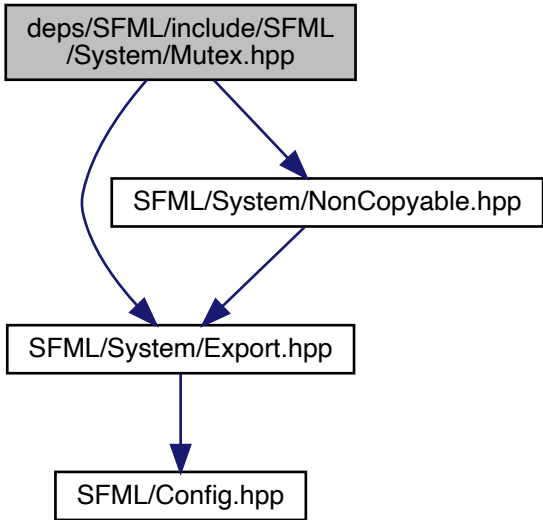 deps/SFML/include/SFML
/System/Mutex.hpp
SFML/System/NonCopyable.hpp
SFML/System/Export.hpp
SFML/Config.hpp